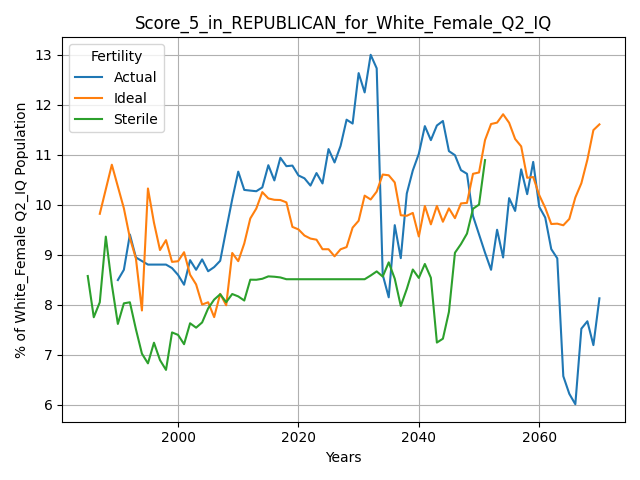 Score_5_in_REPUBLICAN_for_White_Female_Q2_IQ
Fertility
Actual
Ideal
Sterile
% of White_Female Q2_IQ Population
13
12
11
10
9
8
7
6
2000
2020
2040
2060
Years